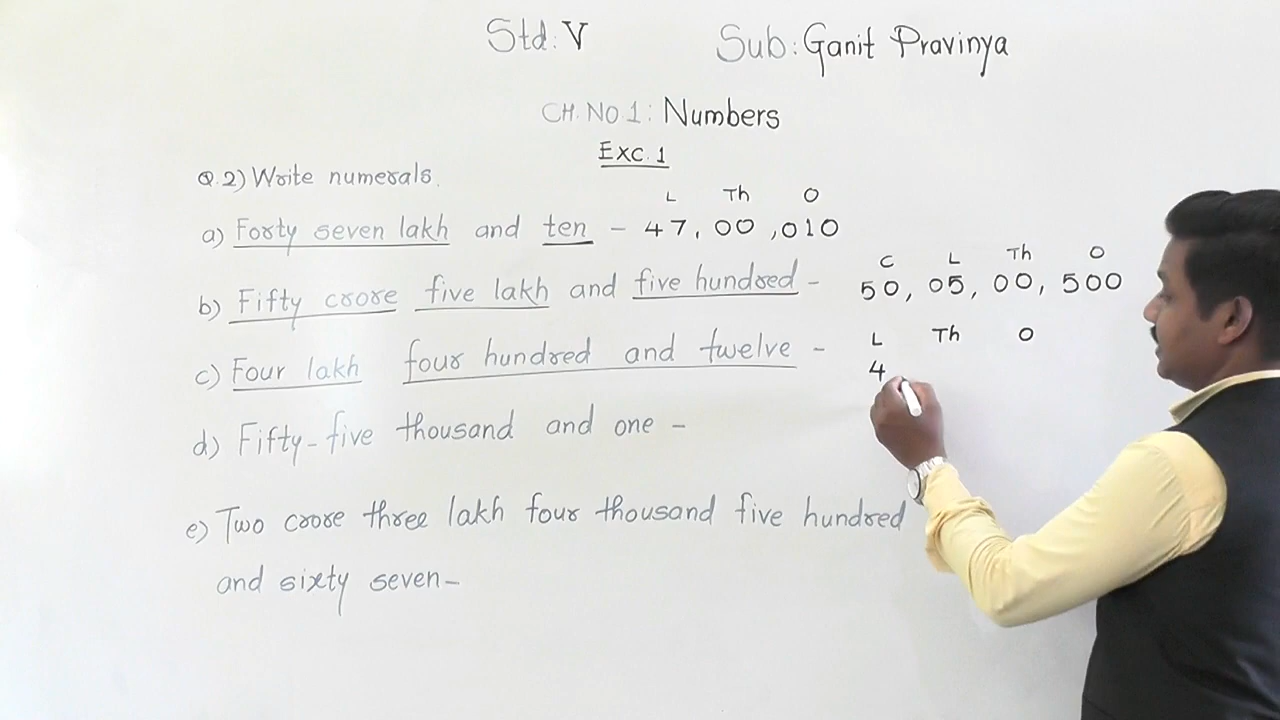 Std: V Sub: Ganit Pravinya
CH. NO 1: Numbers
Exc. 1
Q. 2) Write numerals.
L Th O
a) Forty seven lakh and ten - 47, 00, 010
C L Th O
b) Fifty crore five lakh and five hundred - 50, 05, 00, 500
L Th O
c) Four lakh four hundred and twelve - 4
d) Fifty-five thousand and one -
e) Two crore three lakh four thousand five hundred
and sixty seven-